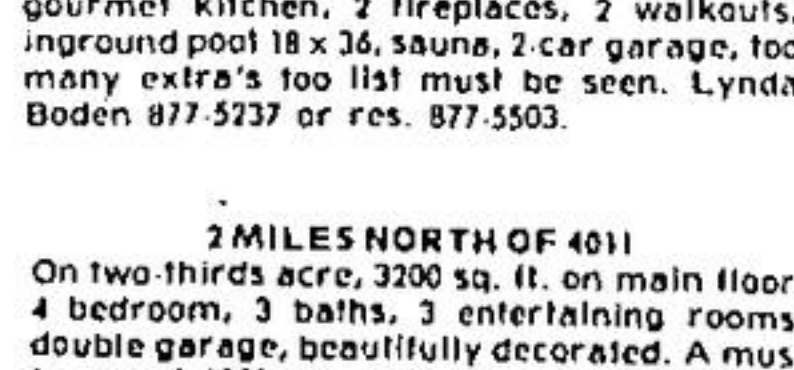 gourmet kitchen, 2 fireplaces, 2 walkouts,
inground pool 18 x 36, sauna, 2-car garage, too
many extra's too list must be seen. Lynda
Boden 877-5237 or res. 877-5503.
2 MILES NORTH OF 401!
On two-thirds acre, 3200 sq. ft. on main floor
4 bedroom, 3 baths, 3 entertaining rooms
double garage, beautifully decorated. A mus